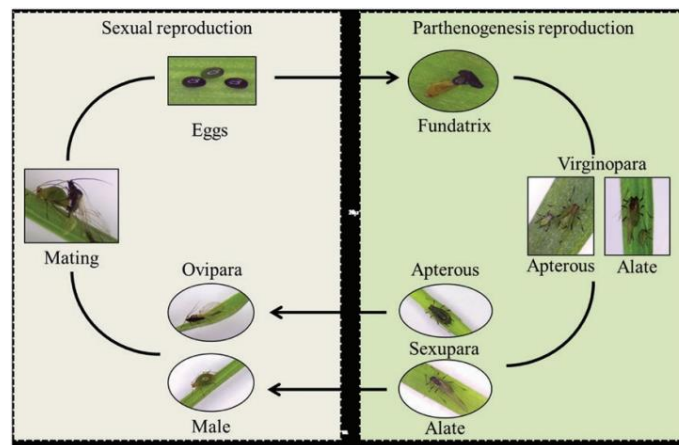 Sexual reproduction
Parthenogenesis reproduction
Eggs
Fundatrix
Virginopara
Apterous
Alate
Mating
Ovipara
Apterous
Sexupara
Male
Alate